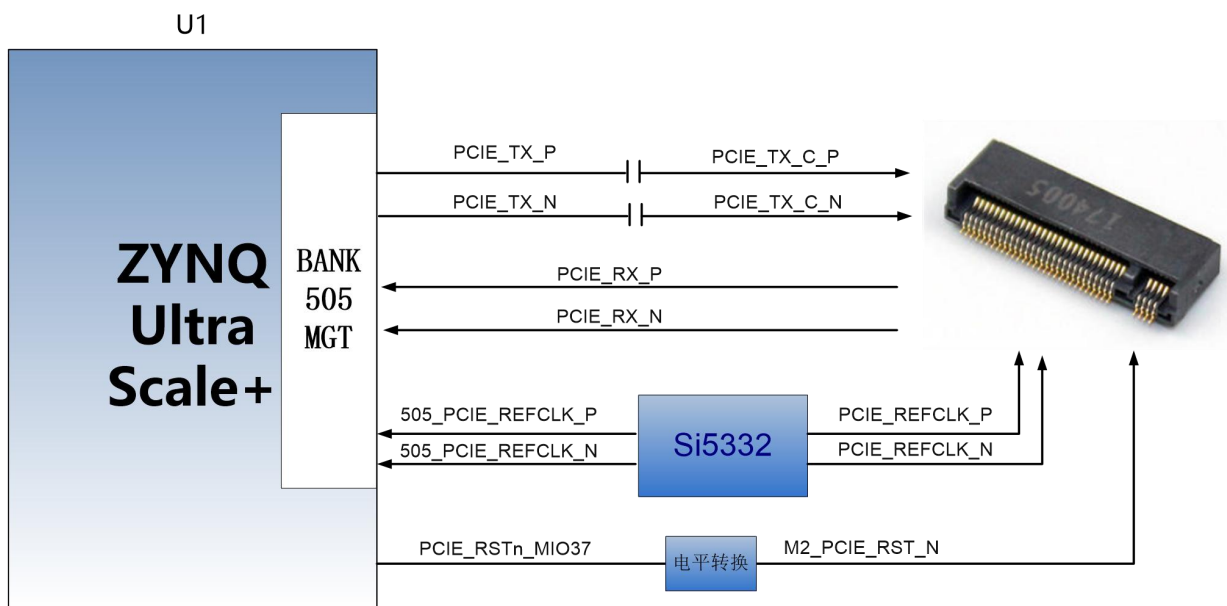 U1
ZYNQ
Ultra
Scale+
BANK
505
MGT
PCIE_TX_P
PCIE_TX_C_P
PCIE_TX_N
PCIE_TX_C_N
PCIE_RX_P
PCIE_RX_N
174005
505_PCIE_REFCLK_P
505_PCIE_REFCLK_N
Si5332
PCIE_REFCLK_P
PCIE_REFCLK_N
PCIE_RSTn_MIO37
电平转换
M2_PCIE_RST_N